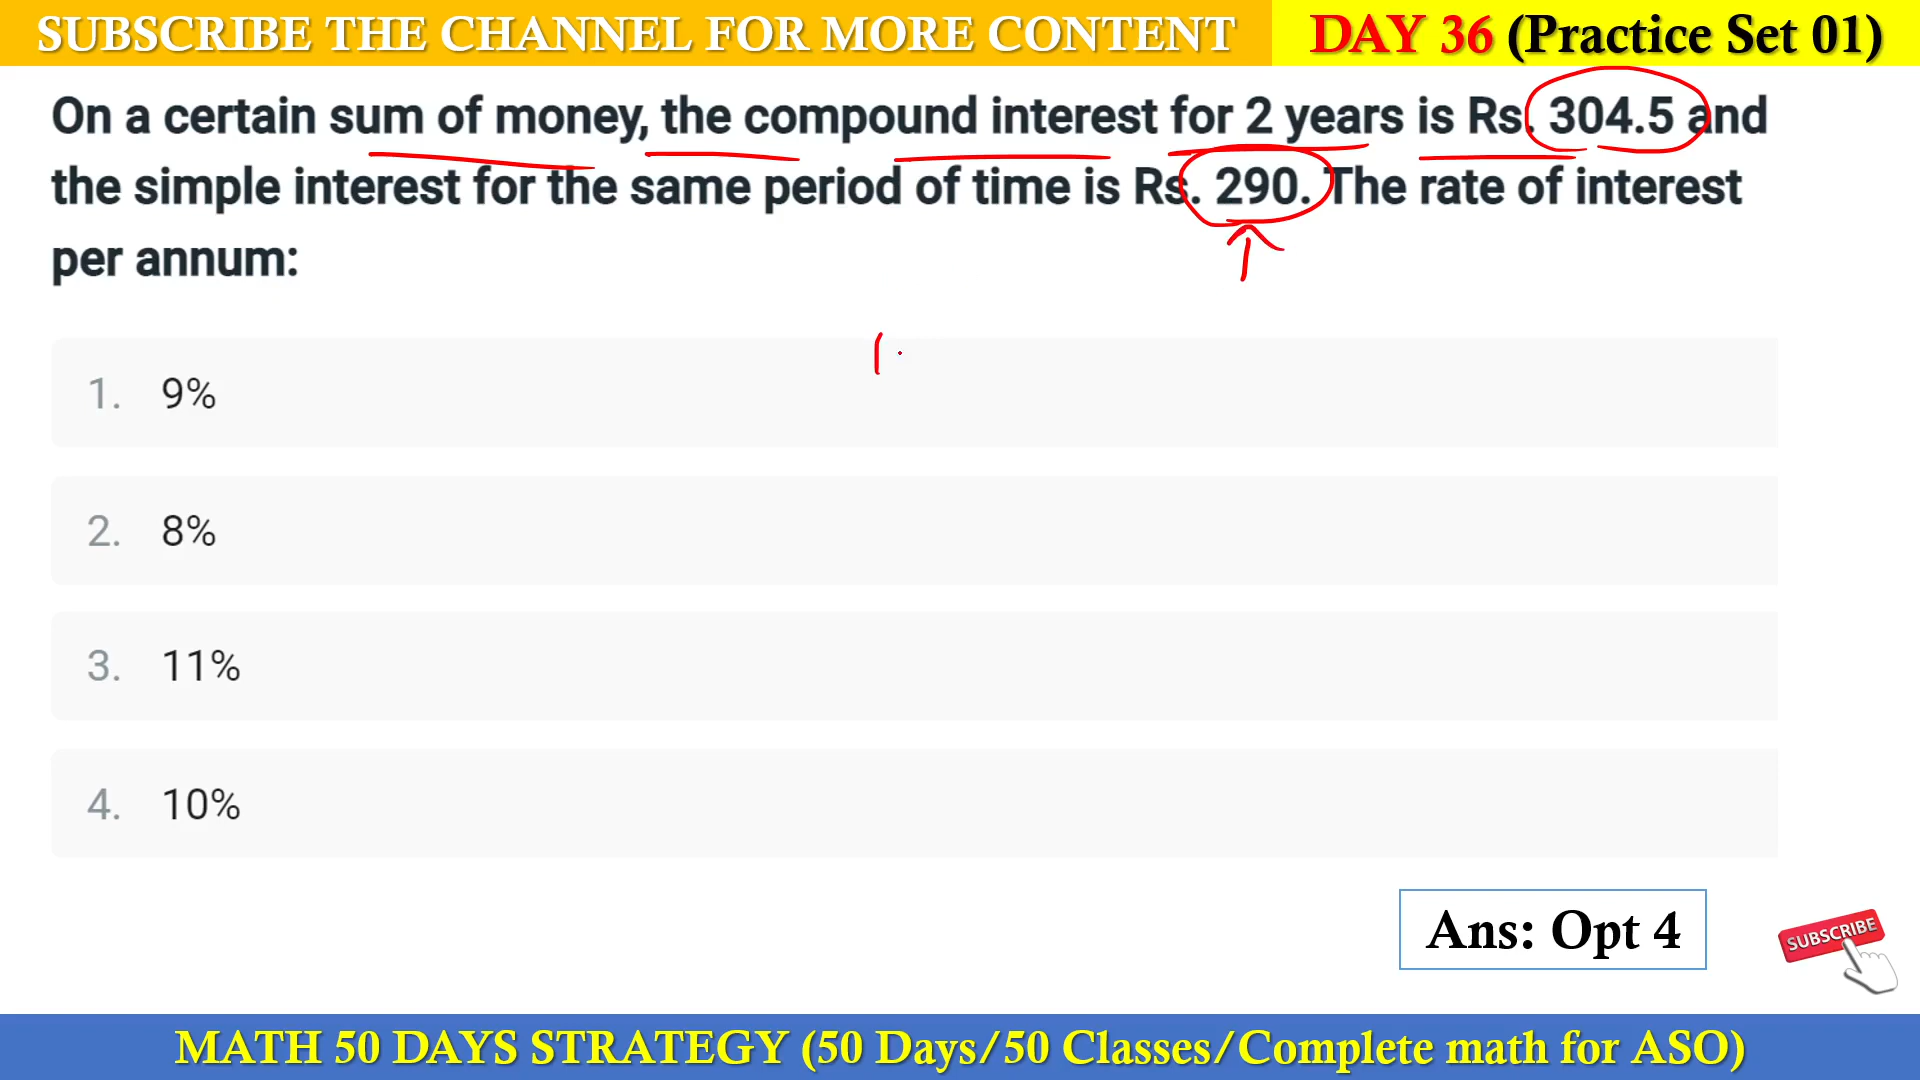 SUBSCRIBE THE CHANNEL FOR MORE CONTENT
DAY 36 (Practice Set 01)
On a certain sum of money, the compound interest for 2 years is Rs. 304.5 and
the simple interest for the same period of time is Rs. 290. The rate of interest
per annum:
1. 9%
2. 8%
3. 11%
4. 10%
Ans: Opt 4
SUBSCRIBE
MATH 50 DAYS STRATEGY (50 Days/50 Classes/Complete math for ASO)